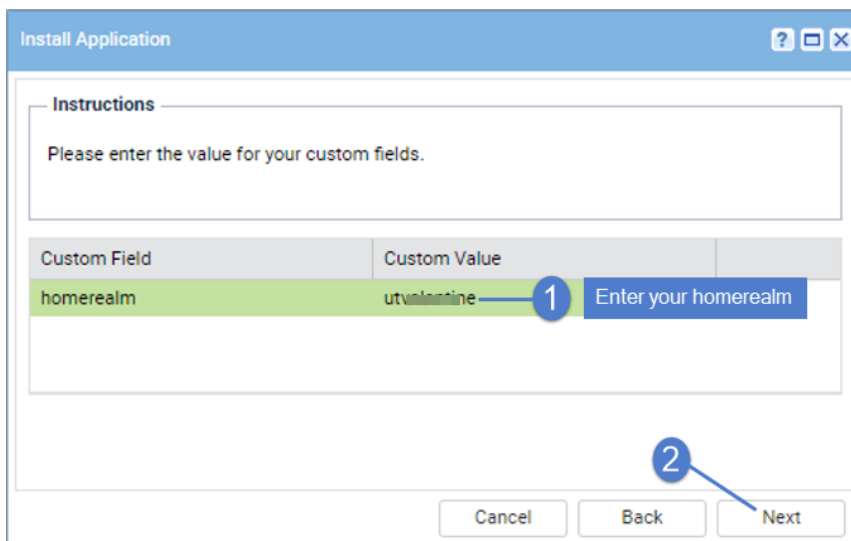 Install Application
Instructions
Please enter the value for your custom fields.
Custom Field Custom Value
homerealm
1 Enter your homerealm
2
Cancel Back Next